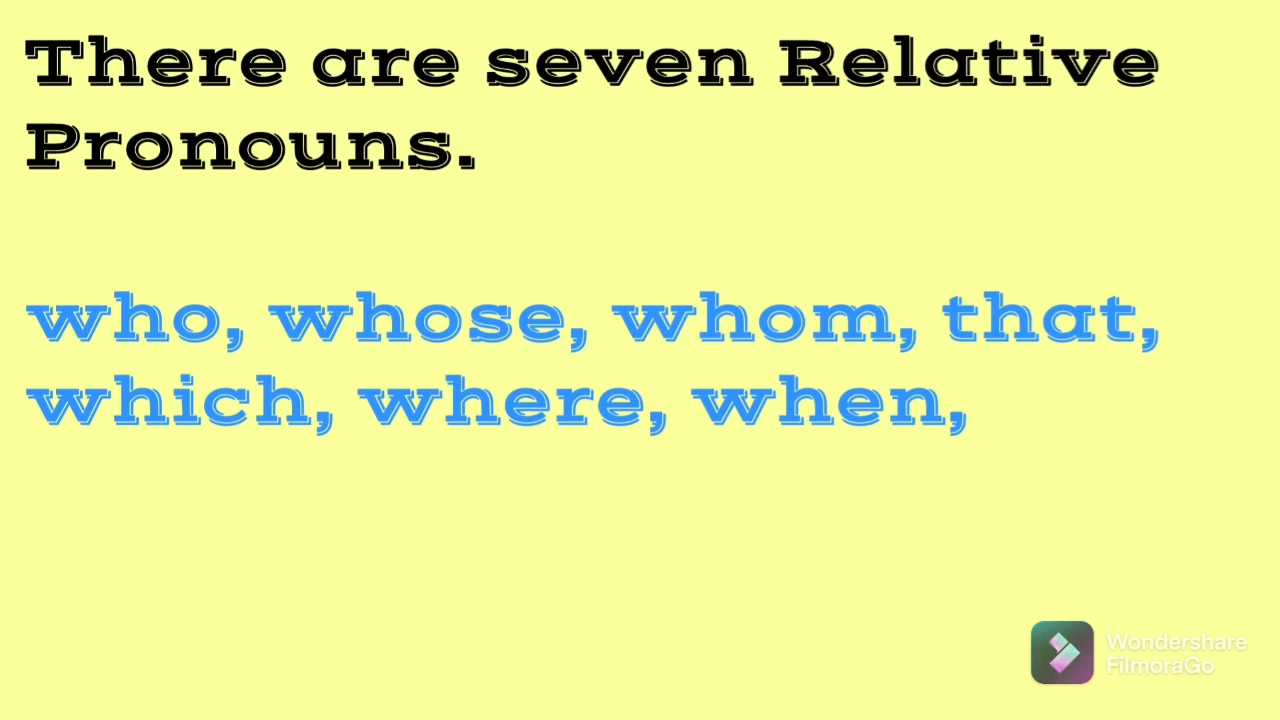 There are seven Relative
Pronouns.
who, whose, whom, that,
which, where, when,
Wondershare
FilmoraGo